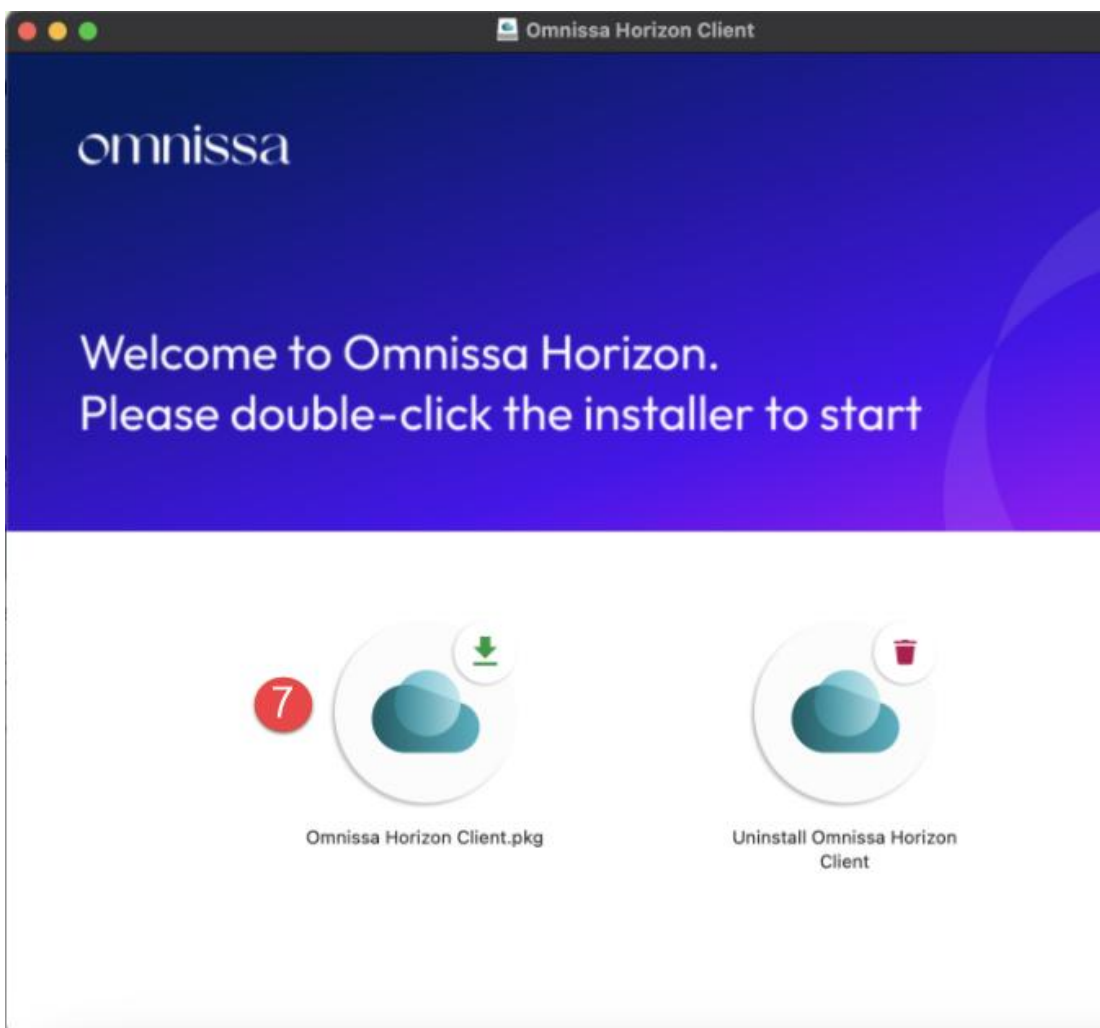 Omnissa Horizon Client
omnissa
Welcome to Omnissa Horizon.
Please double-click the installer to start
7
Omnissa Horizon Client.pkg
Uninstall Omnissa Horizon
Client